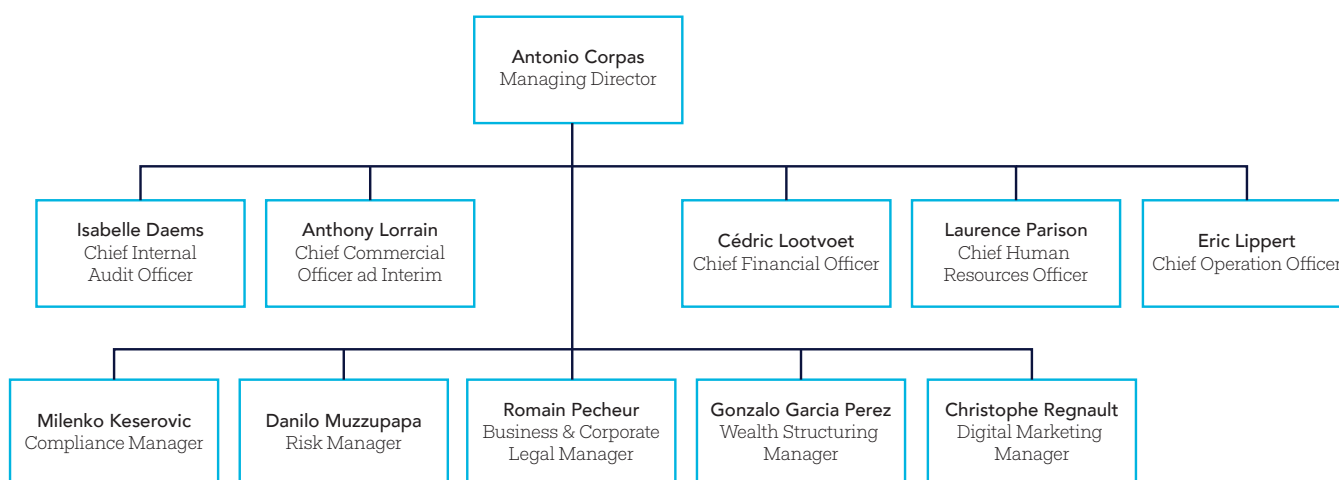 Antonio Corpas
Managing Director
Isabelle Daems
Chief Internal
Audit Officer
Anthony Lorrain
Chief Commercial
Officer ad Interim
Cédric Lootvoet
Chief Financial Officer
Laurence Parison
Chief Human
Resources Officer
Eric Lippert
Chief Operation Officer
Milenko Keserovic
Compliance Manager
Danilo Muzzupapa
Risk Manager
Romain Pecheur
Business & Corporate
Legal Manager
Gonzalo Garcia Perez
Wealth Structuring
Manager
Christophe Regnault
Digital Marketing
Manager